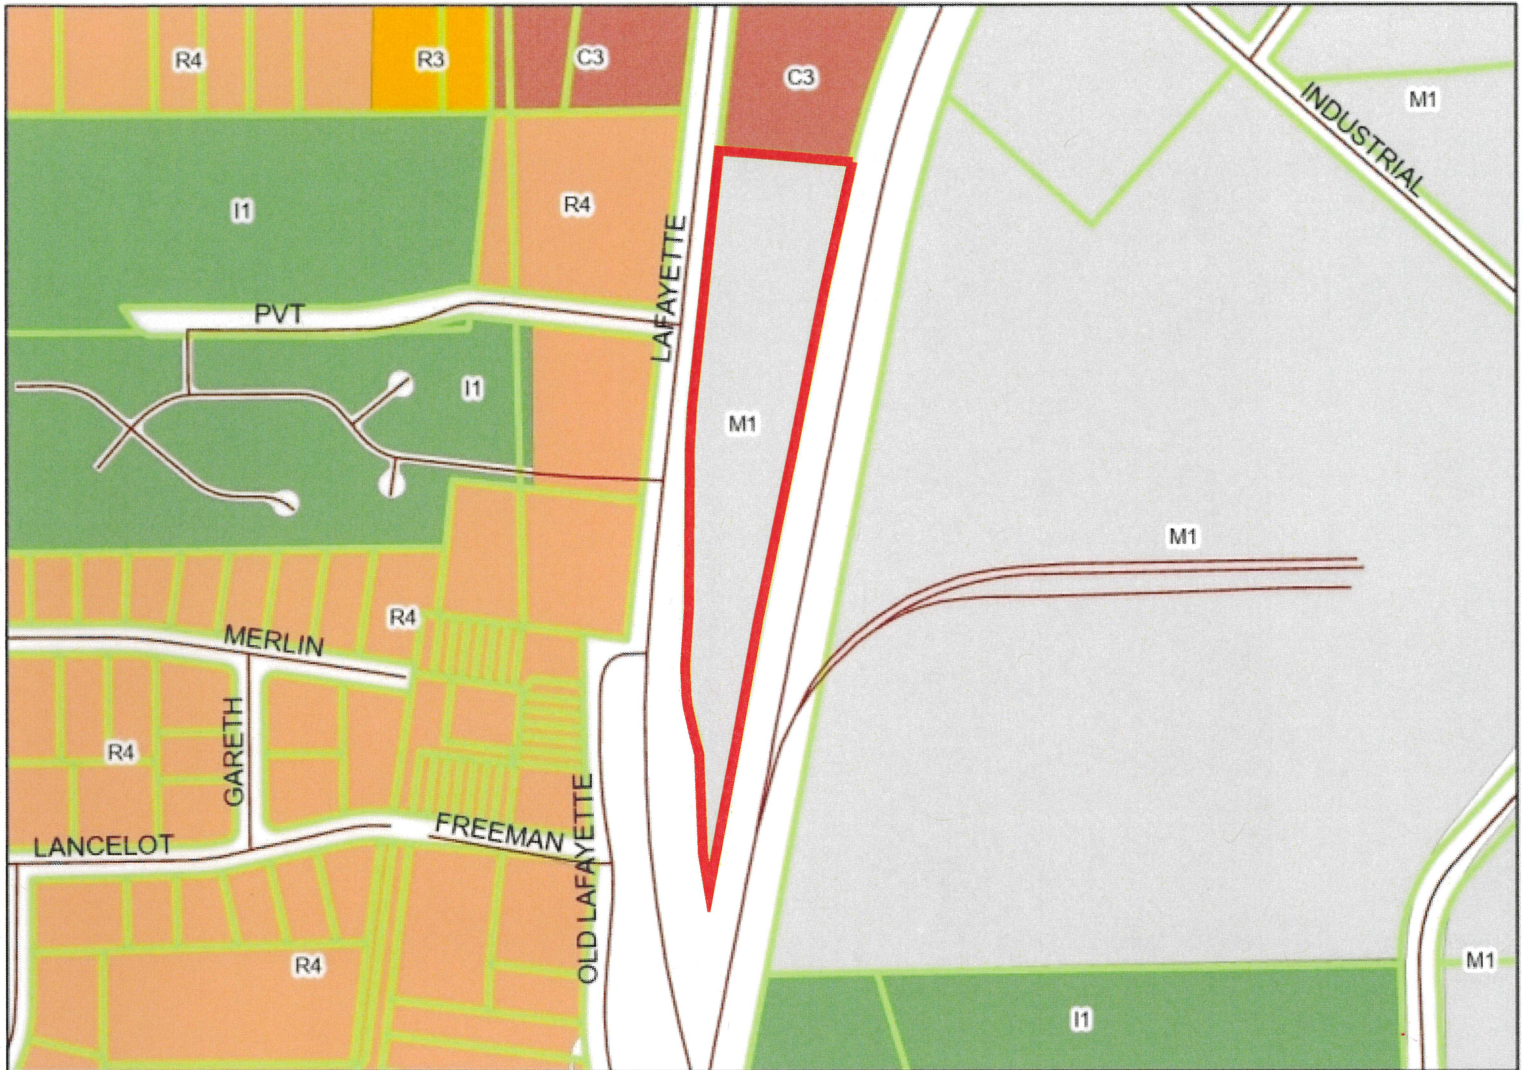 R4
R3
C3
C3
M1
INDUSTRIAL
I1
R4
LAFAYETTE
PVT
I1
M1
M1
R4
MERLIN
GARETH
R4
OLD LAFAYETTE
FREEMAN
LANCELOT
R4
M1
I1